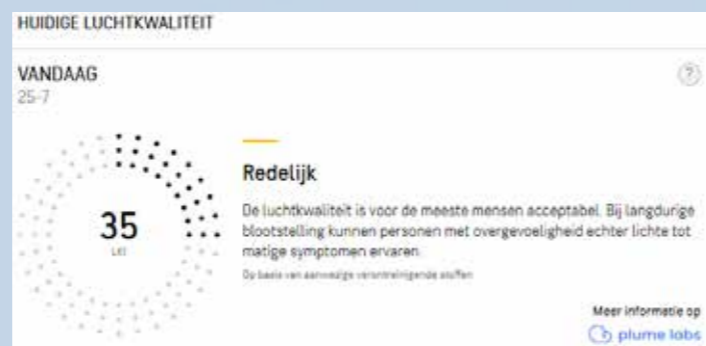 HUIDIGE LUCHTKWALITEIT
VANDAAG
?
25-7
Redelijk
35
LKI
De luchtkwaliteit is voor de meeste mensen acceptabel. Bij langdurige
blootstelling kunnen personen met overgevoeligheid echter lichte tot
matige symptomen ervaren.
Op basis van aanwezige verontreinigende stoffen
Meer informatie op
plume labs